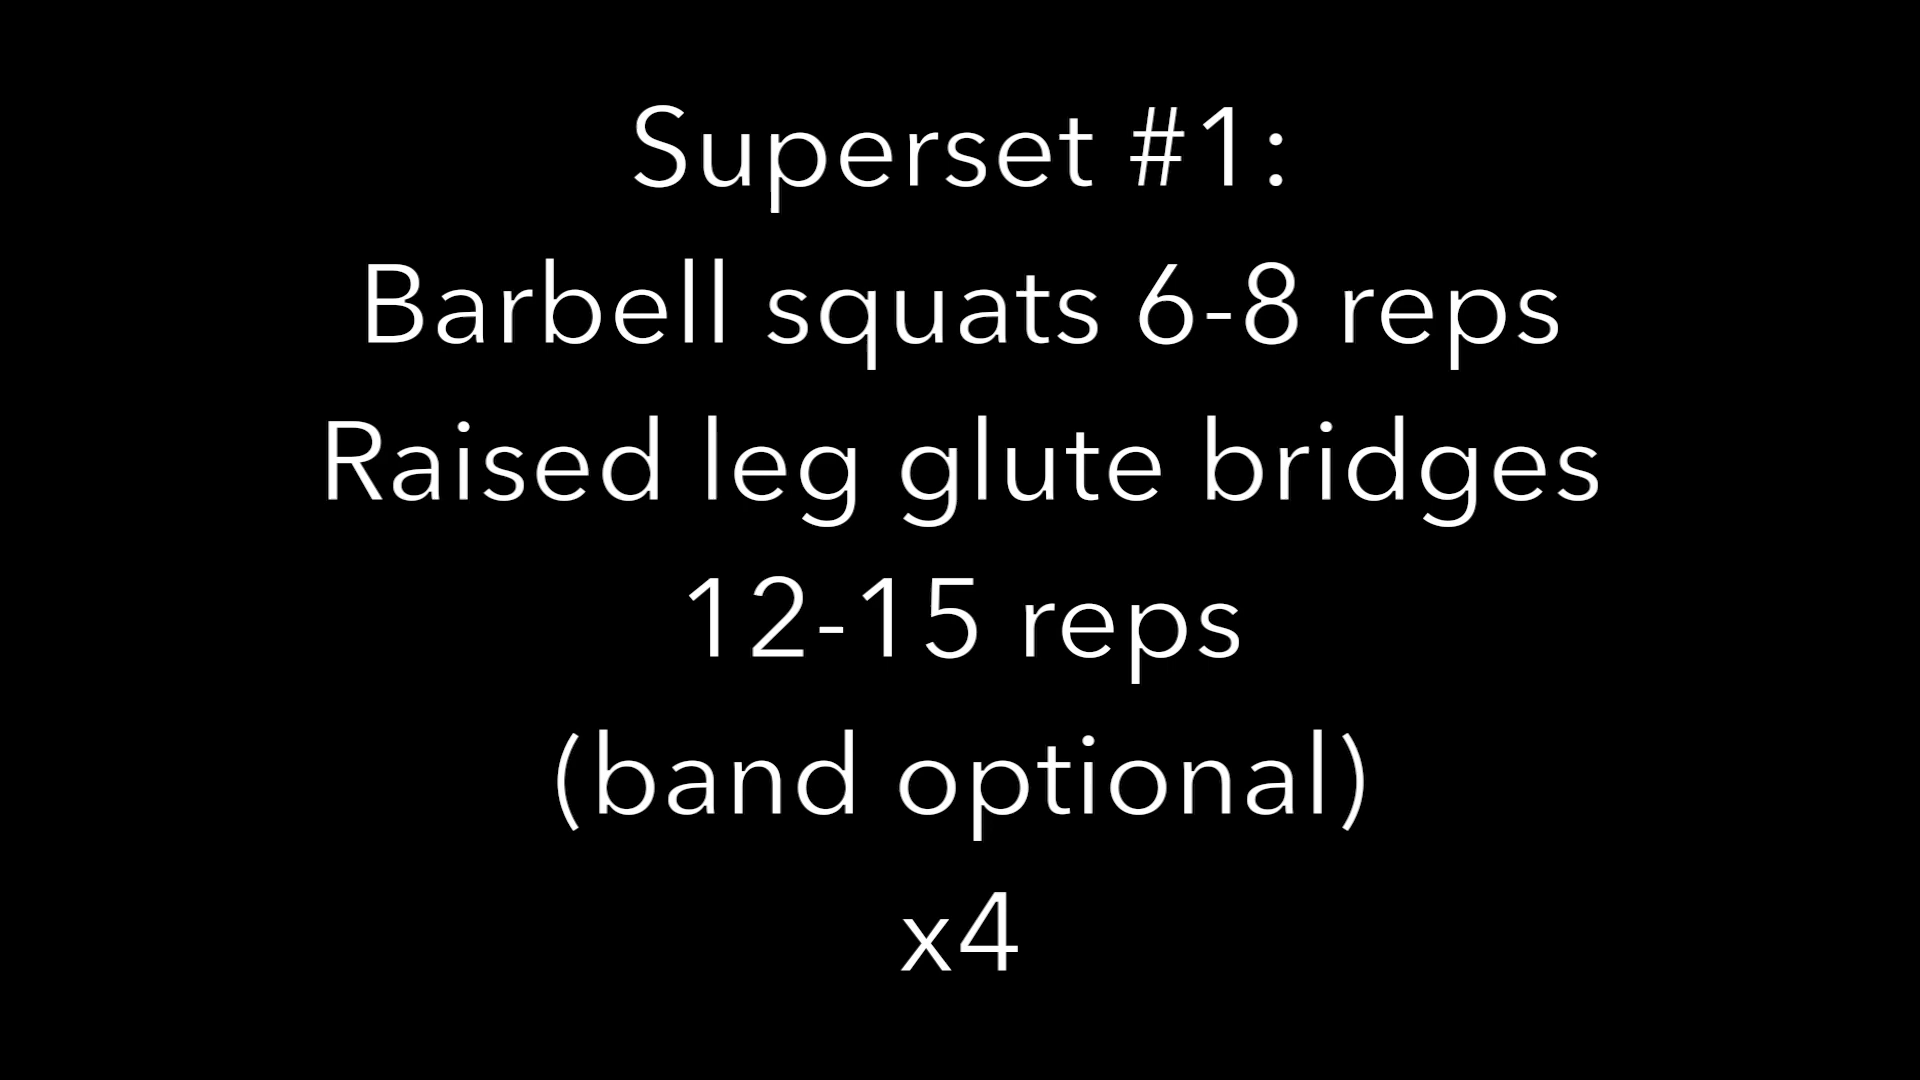 Superset #1:
Barbell squats 6-8 reps
Raised leg glute bridges
12-15 reps
(band optional)
x4